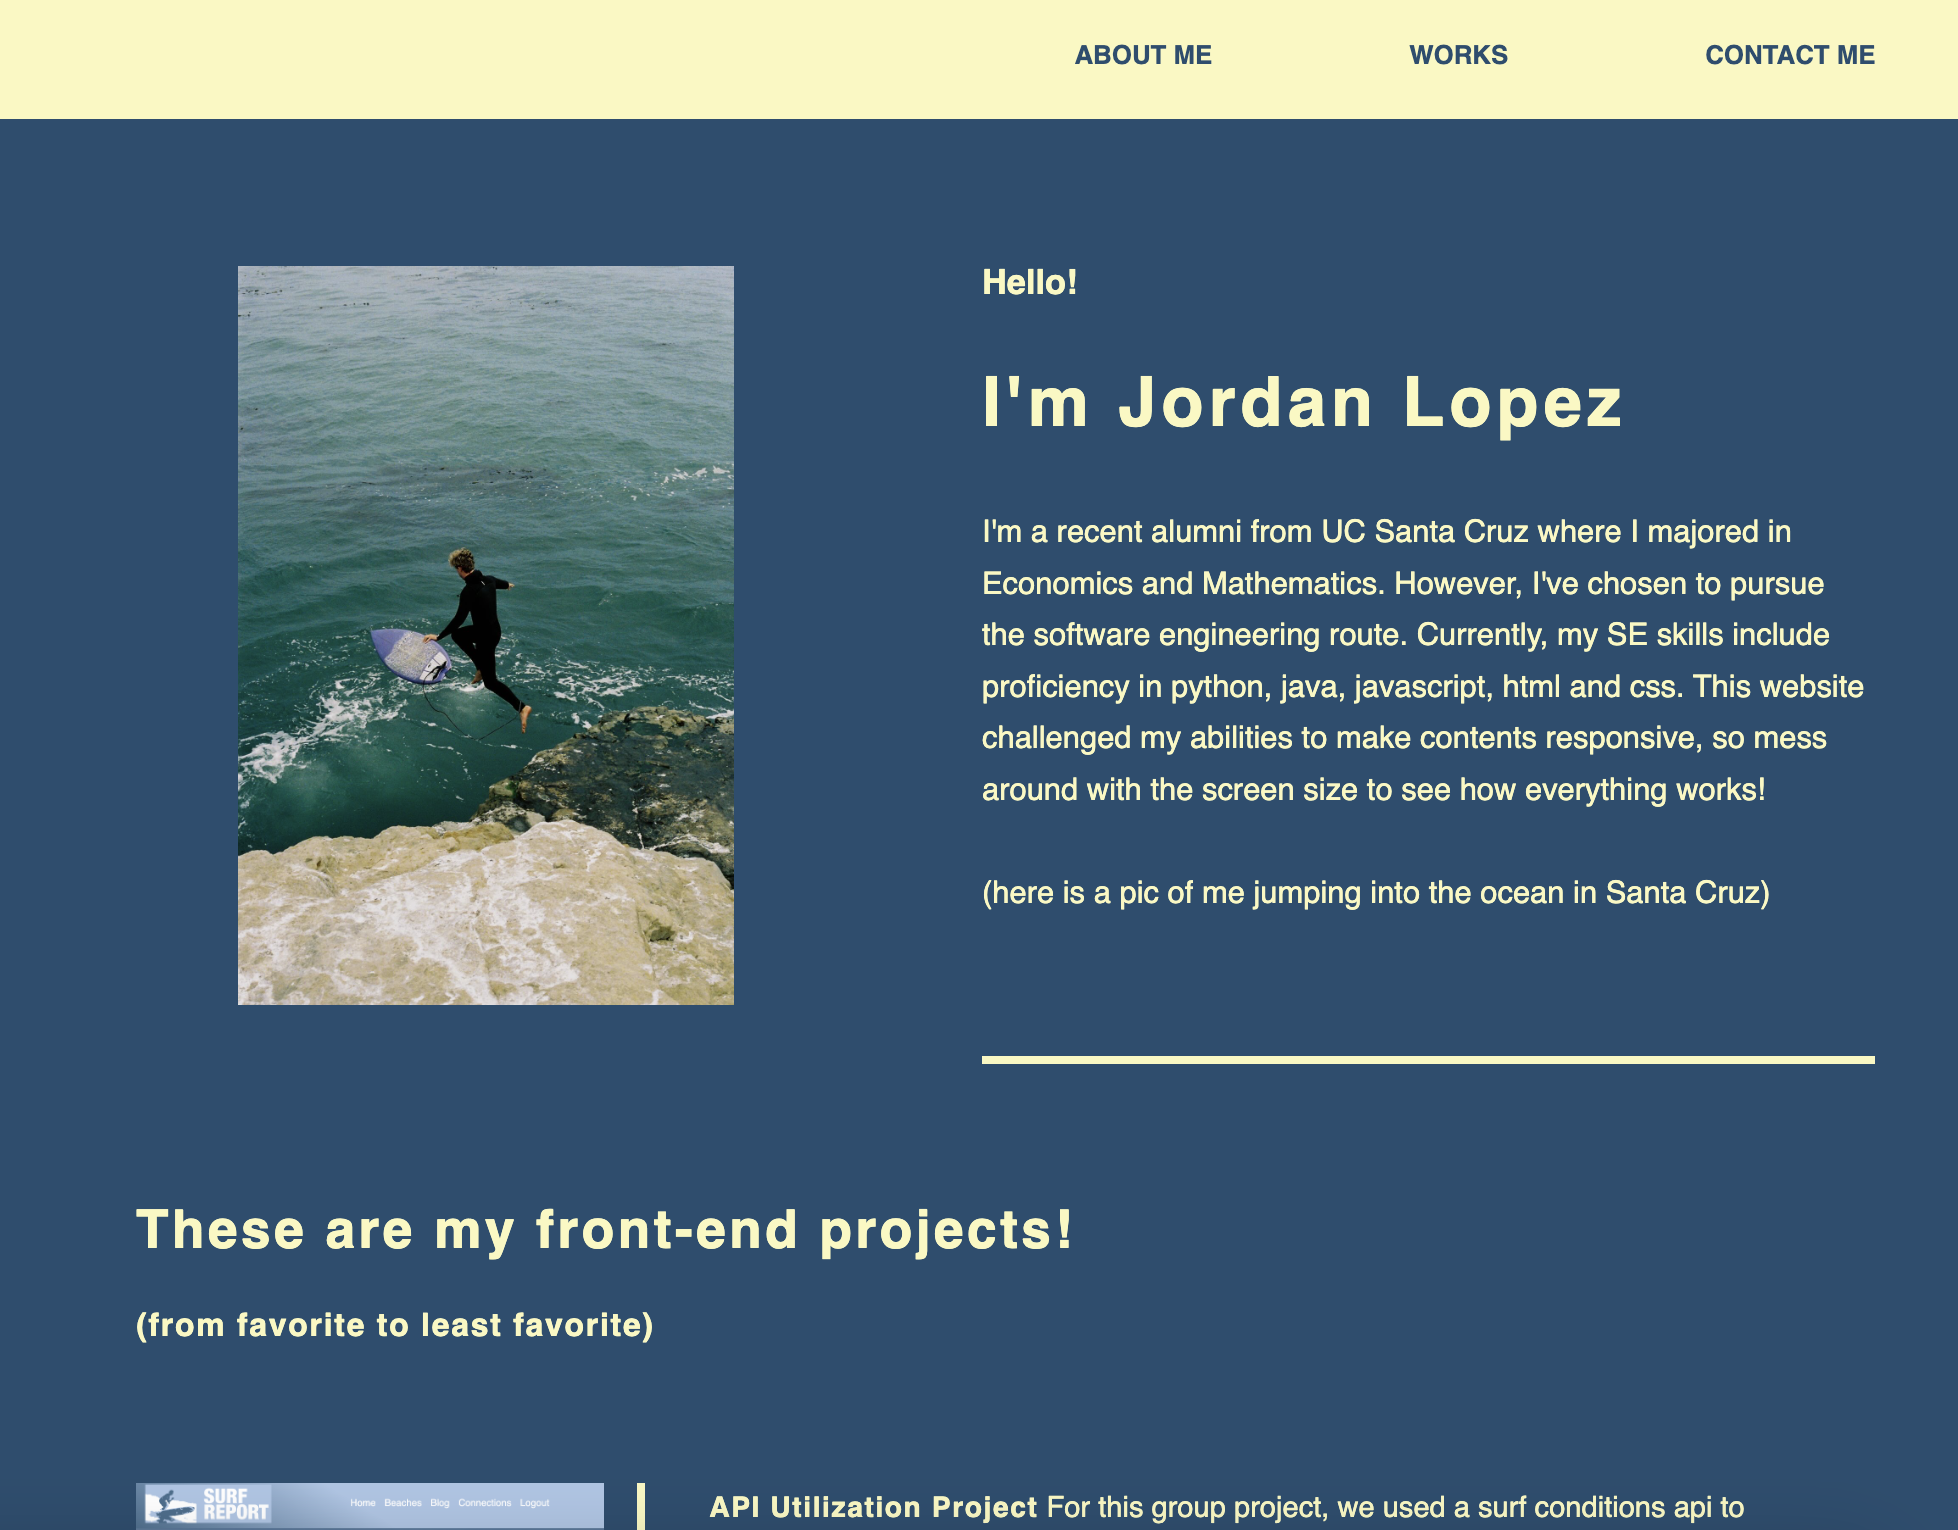 ABOUT ME WORKS CONTACT ME
Hello!
I'm Jordan Lopez
I'm a recent alumni from UC Santa Cruz where I majored in
Economics and Mathematics. However, I've chosen to pursue
the software engineering route. Currently, my SE skills include
proficiency in python, java, javascript, html and css. This website
challenged my abilities to make contents responsive, so mess
around with the screen size to see how everything works!
(here is a pic of me jumping into the ocean in Santa Cruz)
These are my front-end projects!
(from favorite to least favorite)
SURF
REPORT
Home Beaches Blog Connections Logout
API Utilization Project For this group project, we used a surf conditions api to